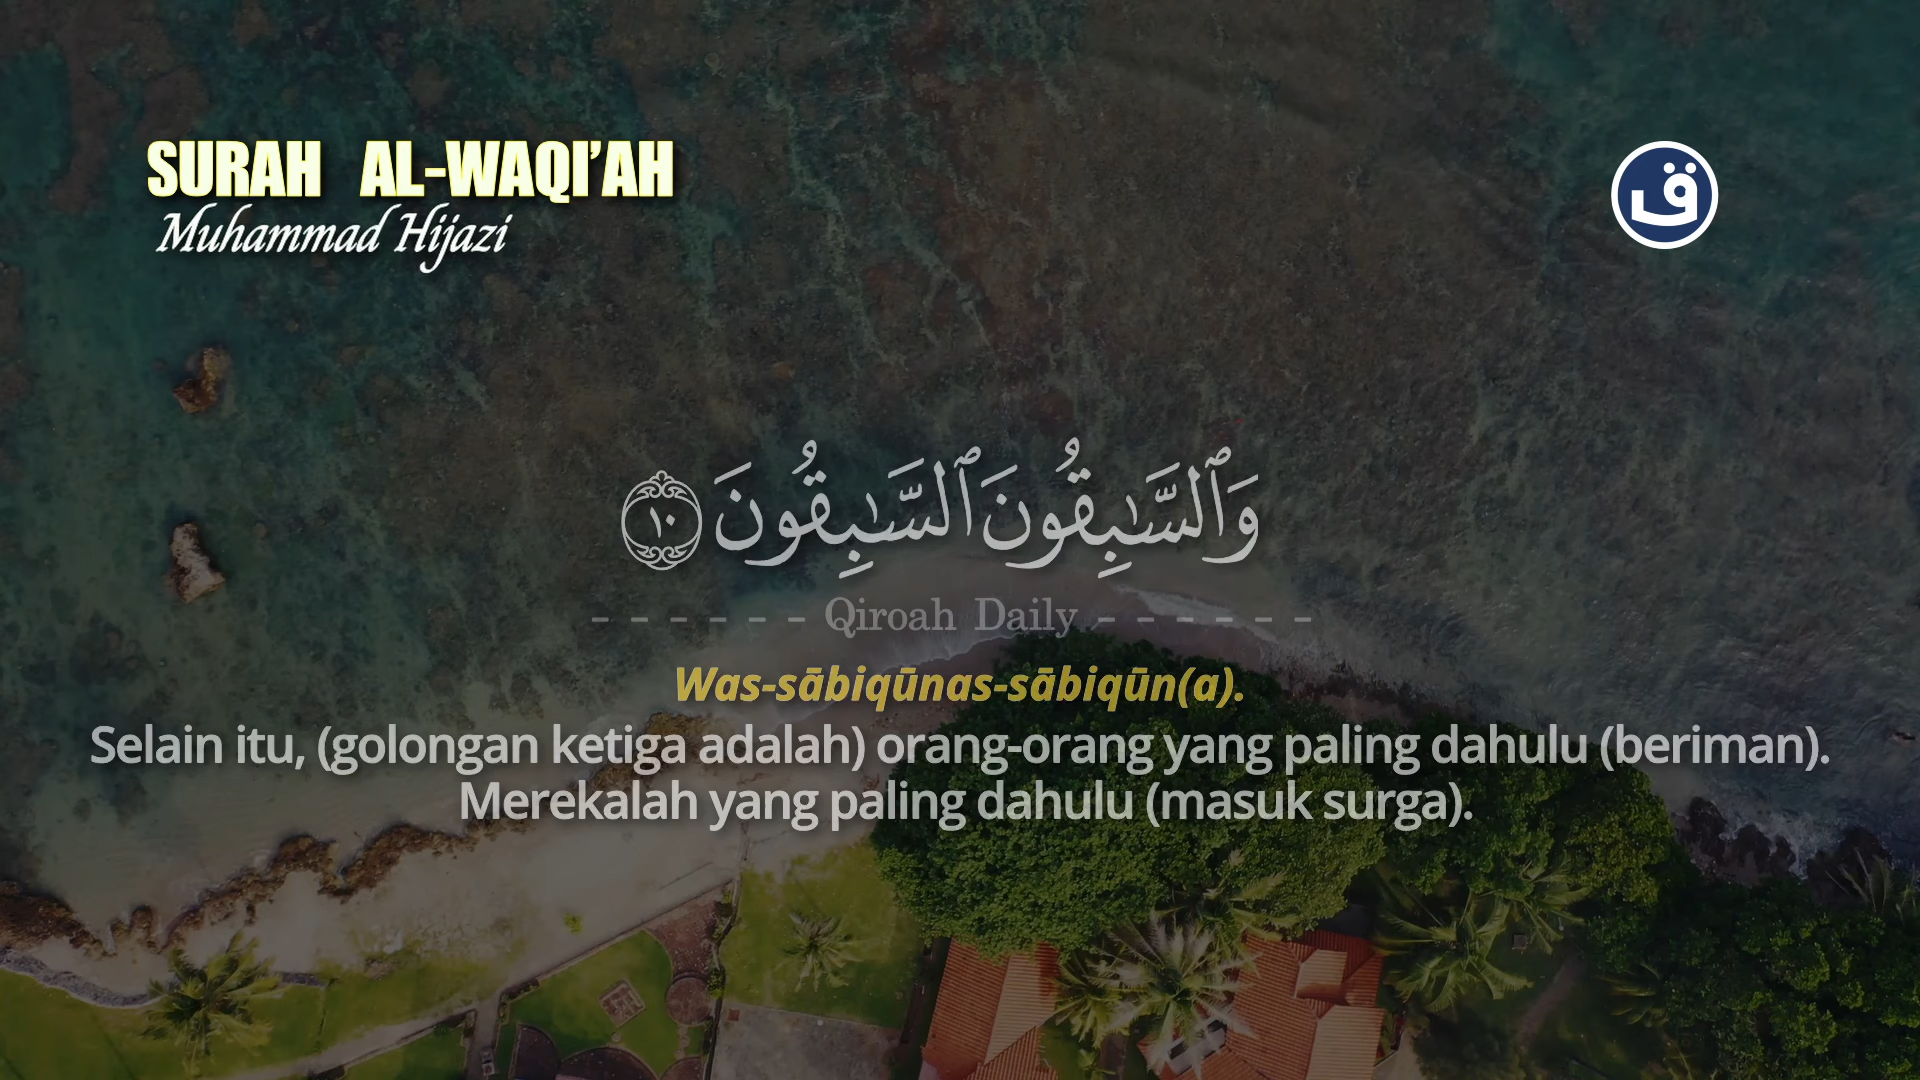 SURAH AL-WAQI’AH
Muhammad Hijazi
ق
وَٱلسَّـٰبِقُونَ ٱلسَّـٰبِقُونَ ١٠
- - - - - - Qiroah Daily - - - - - -
Was-sābiqūnas-sābiqūn(a).
Selain itu, (golongan ketiga adalah) orang-orang yang paling dahulu (beriman).
Merekalah yang paling dahulu (masuk surga).